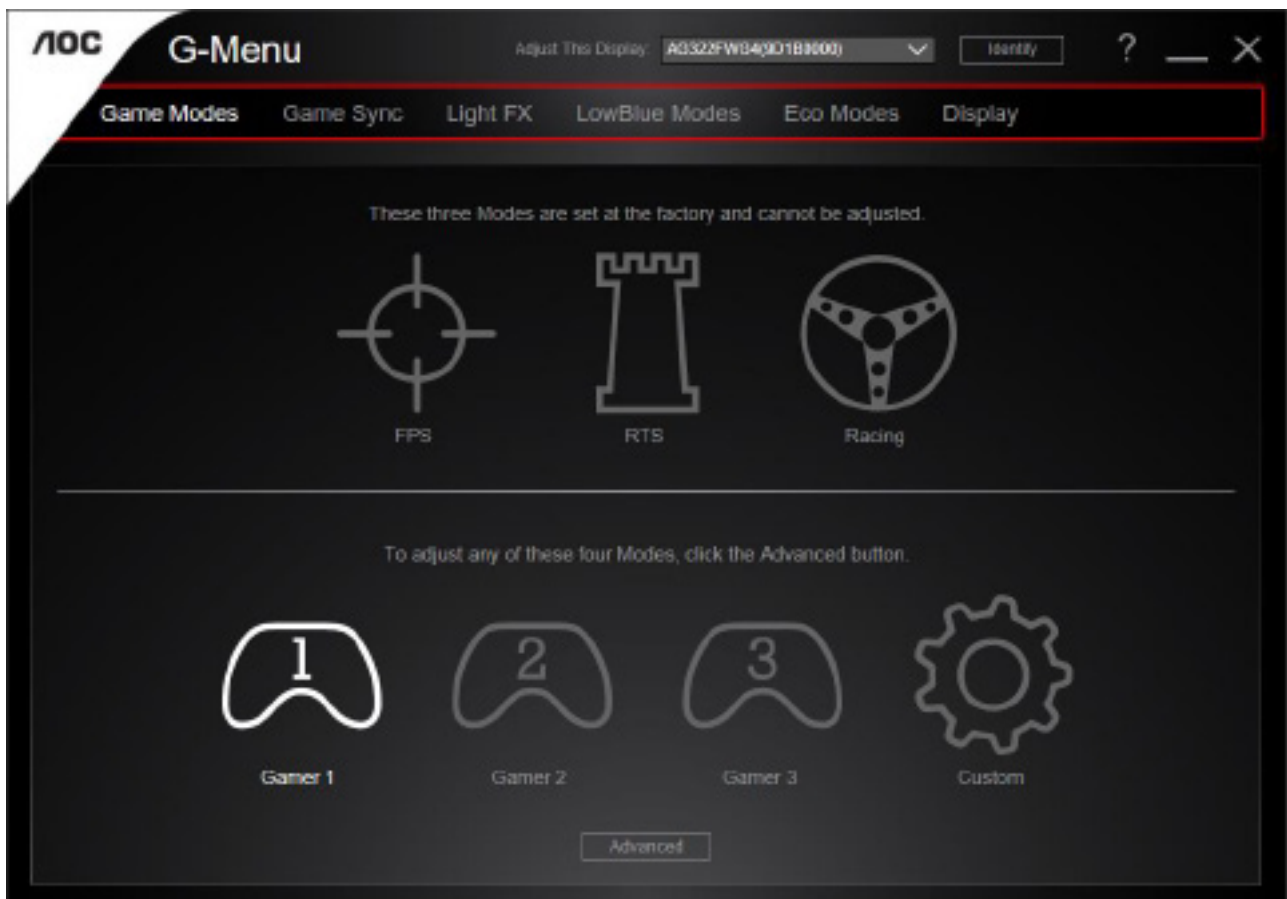 AOC G-Menu Adjust This Display: AG322FWG4(9D1B0000) Identify ?
Game Modes Game Sync Light FX LowBlue Modes Eco Modes Display
These three Modes are set at the factory and cannot be adjusted.
FPS RTS Racing
To adjust any of these four Modes, click the Advanced button.
1 2 3
Gamer 1 Gamer 2 Gamer 3 Custom
Advanced